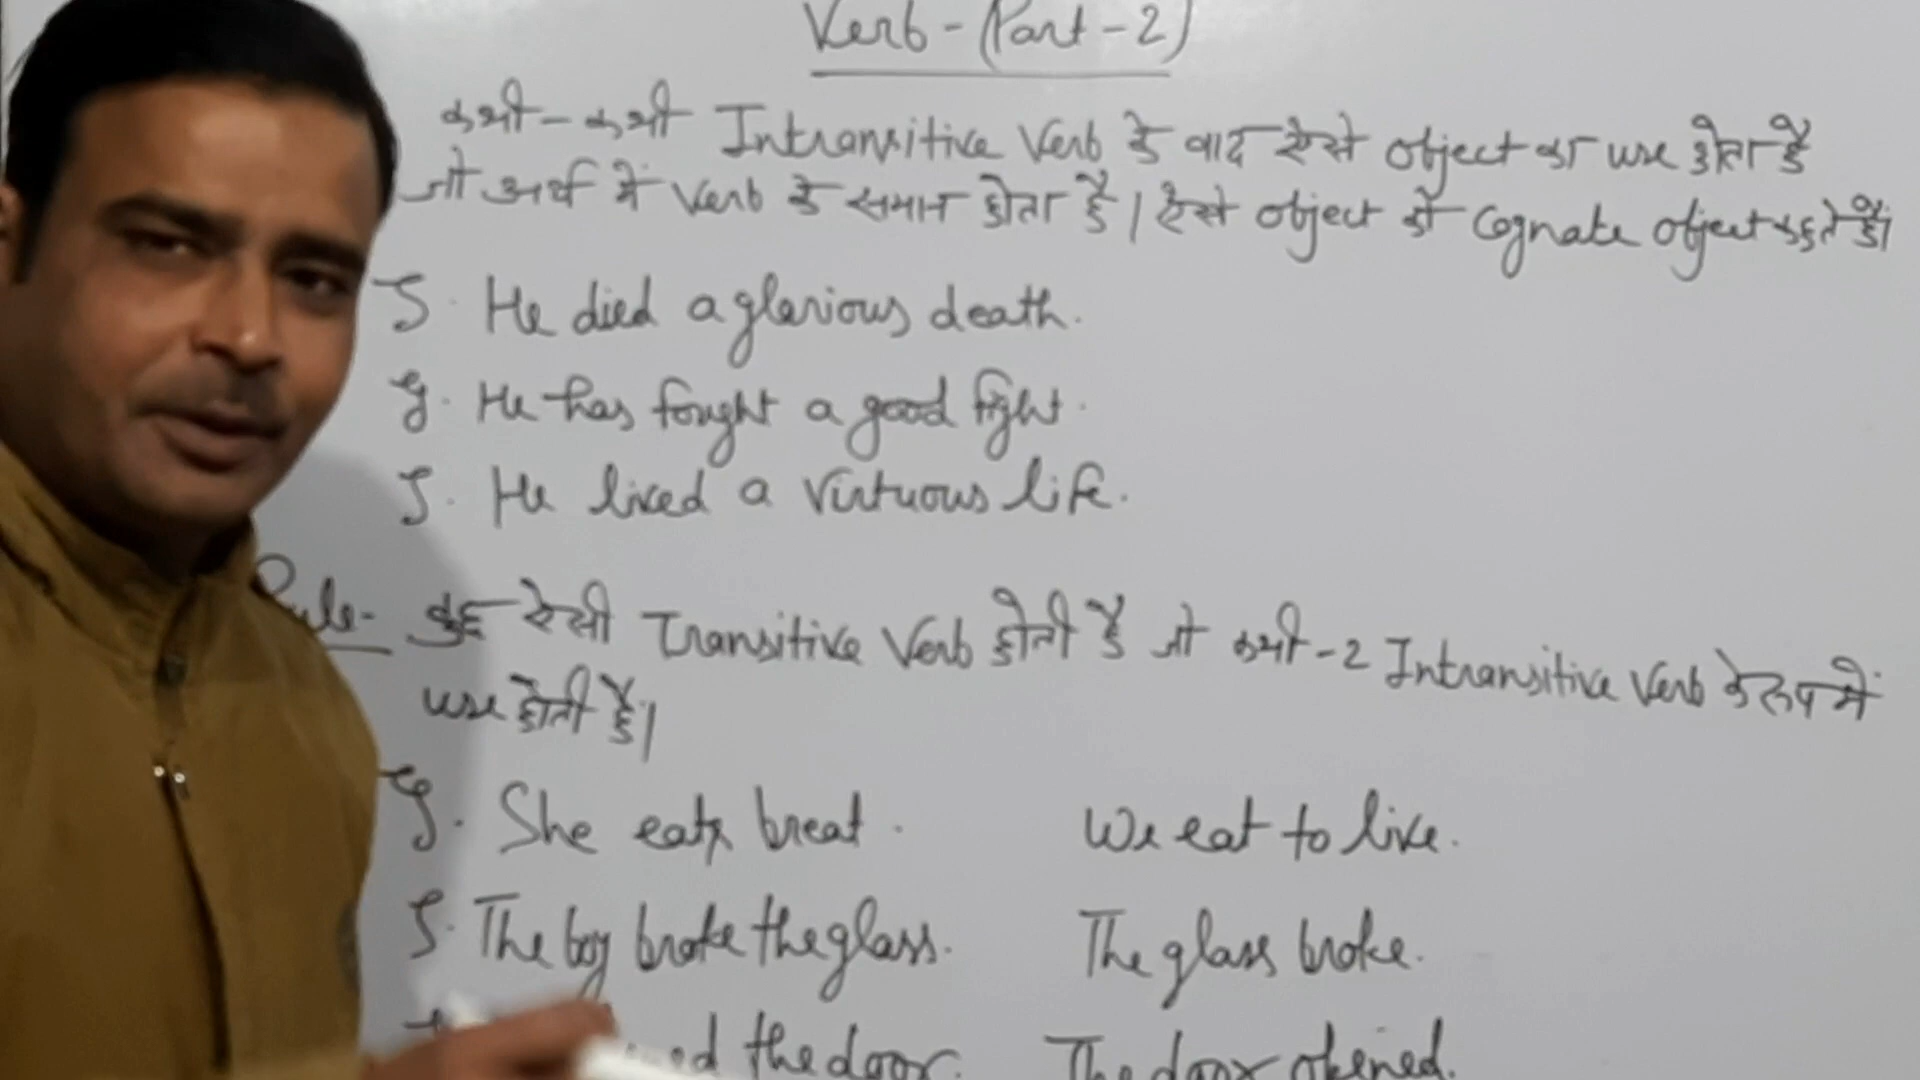 Verb - (Part - 2)
कभी - कभी Intransitive Verb के बाद ऐसे object का use होता है
जो अर्थ में Verb के समान होता है। ऐसे object को Cognate object कहते हैं।
He died a glorious death.
He has fought a good fight.
He lived a virtuous life.
Rule- कुछ ऐसी Transitive Verb होती है जो कभी-2 Intransitive Verb के रूप में
use होती है।
She eats breat. We eat to live.
The boy broke the glass. The glass broke.
the door. The door opened.